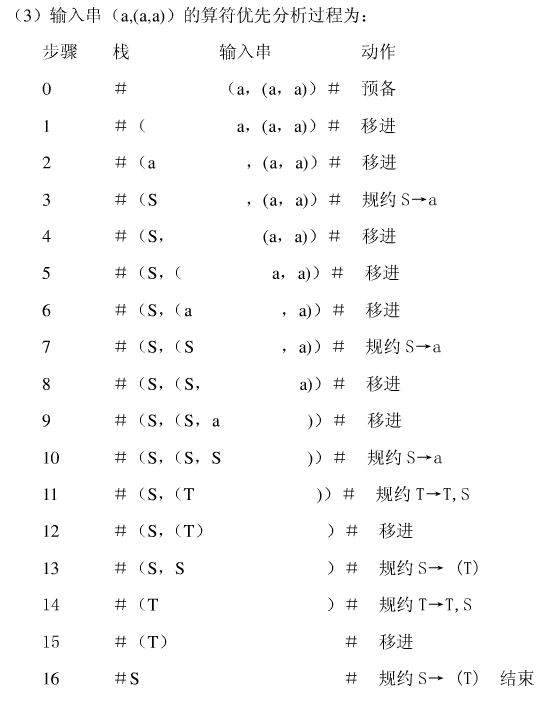 （3）输入串（a,(a,a)）的算符优先分析过程为：
步骤 栈 输入串 动作
0 # （a，(a，a)）# 预备
1 #（ a，(a，a)）# 移进
2 #（a ，(a，a)）# 移进
3 #（S ，(a，a)）# 规约 S→a
4 #（S， (a，a)）# 移进
5 #（S，（ a，a)）# 移进
6 #（S，（a ，a)）# 移进
7 #（S，（S ，a)）# 规约 S→a
8 #（S，（S， a)）# 移进
9 #（S，（S，a )）# 移进
10 #（S，（S，S )）# 规约 S→a
11 #（S，（T )）# 规约 T→T,S
12 #（S，（T） ）# 移进
13 #（S，S ）# 规约 S→（T）
14 #（T ）# 规约 T→T,S
15 #（T） # 移进
16 #S # 规约 S→（T） 结束